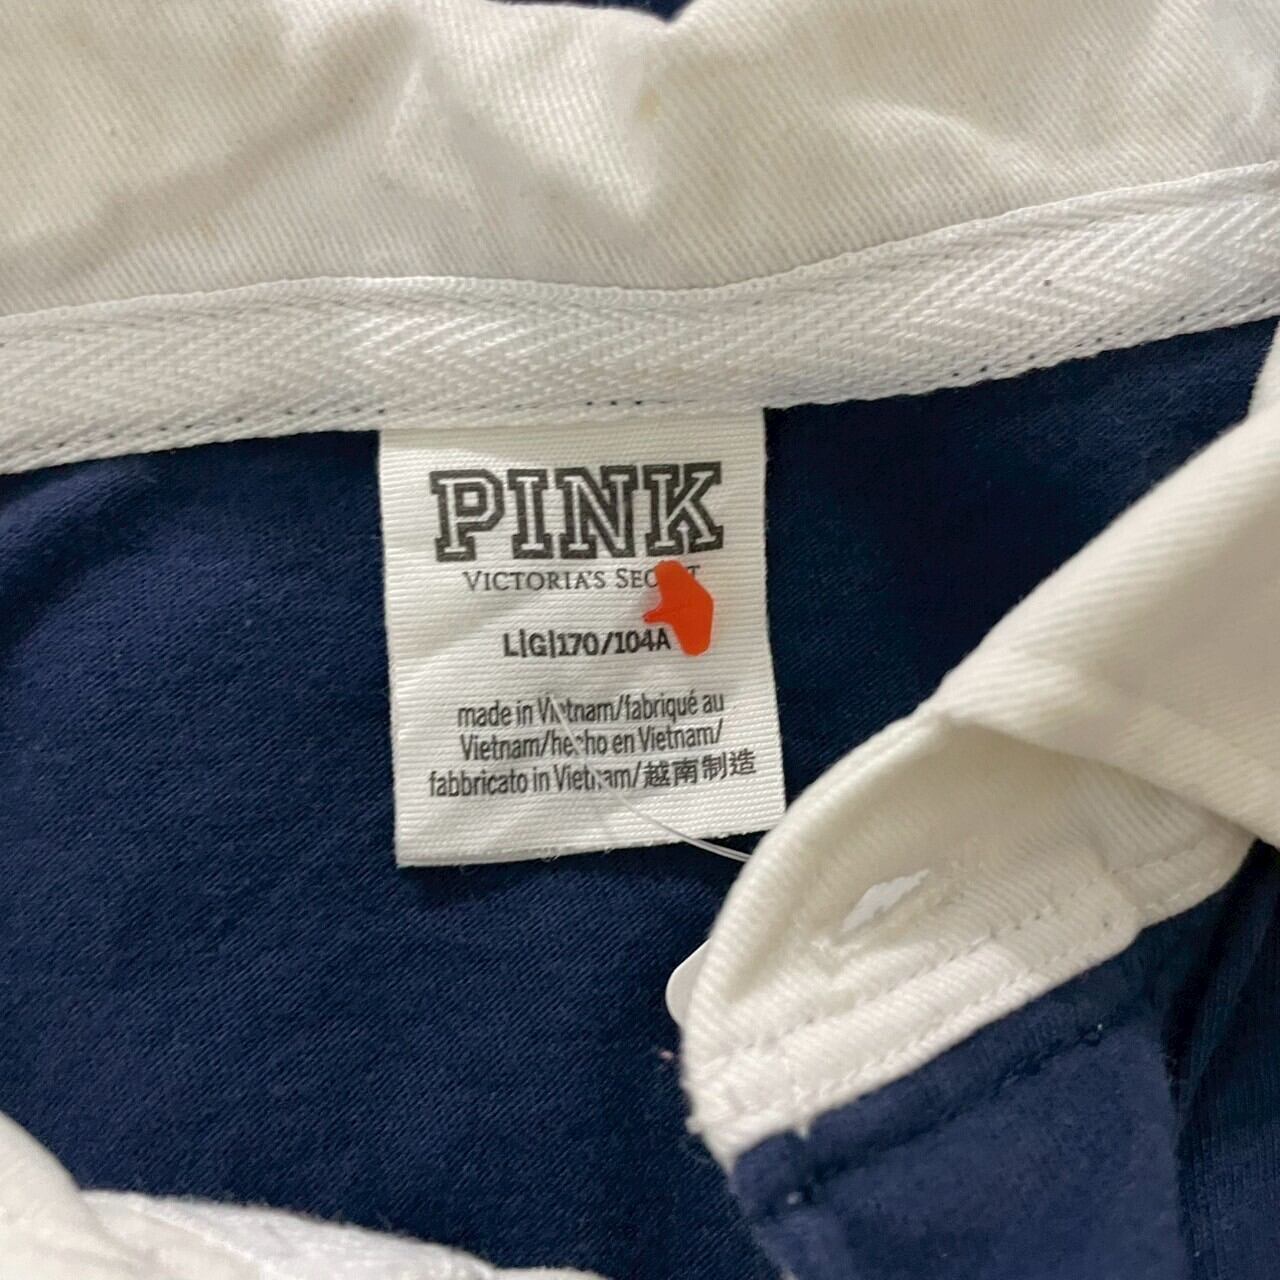 PINK
VICTORIA'S SECRET
L|G|170/104A
made in Vietnam/fabriqué au
Vietnam/hecho en Vietnam/
fabbricato in Vietnam/越南制造